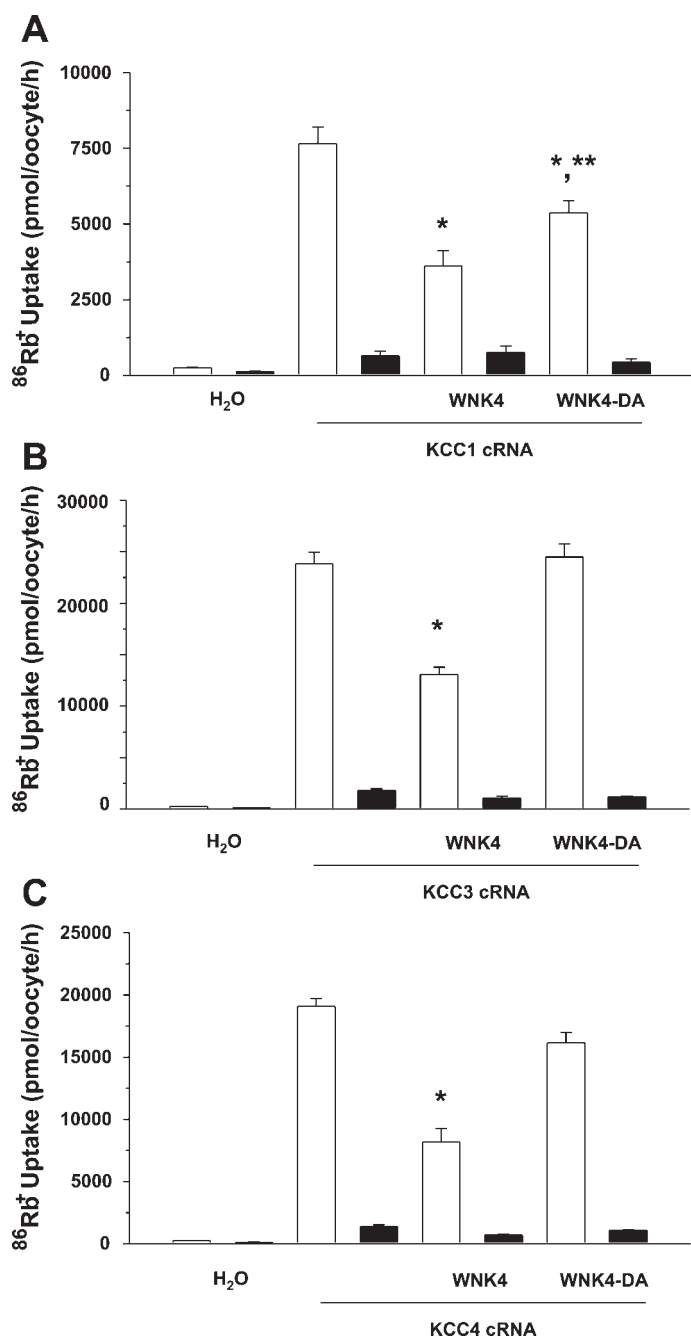 A
10000
7500
5000
2500
0
86Rb+ Uptake (pmol/oocyte/h)
*
*,**
H2O
WNK4
WNK4-DA
KCC1 cRNA
B
30000
20000
10000
0
86Rb+ Uptake (pmol/oocyte/h)
*
H2O
WNK4
WNK4-DA
KCC3 cRNA
C
25000
20000
15000
10000
5000
0
86Rb+ Uptake (pmol/oocyte/h)
*
H2O
WNK4
WNK4-DA
KCC4 cRNA